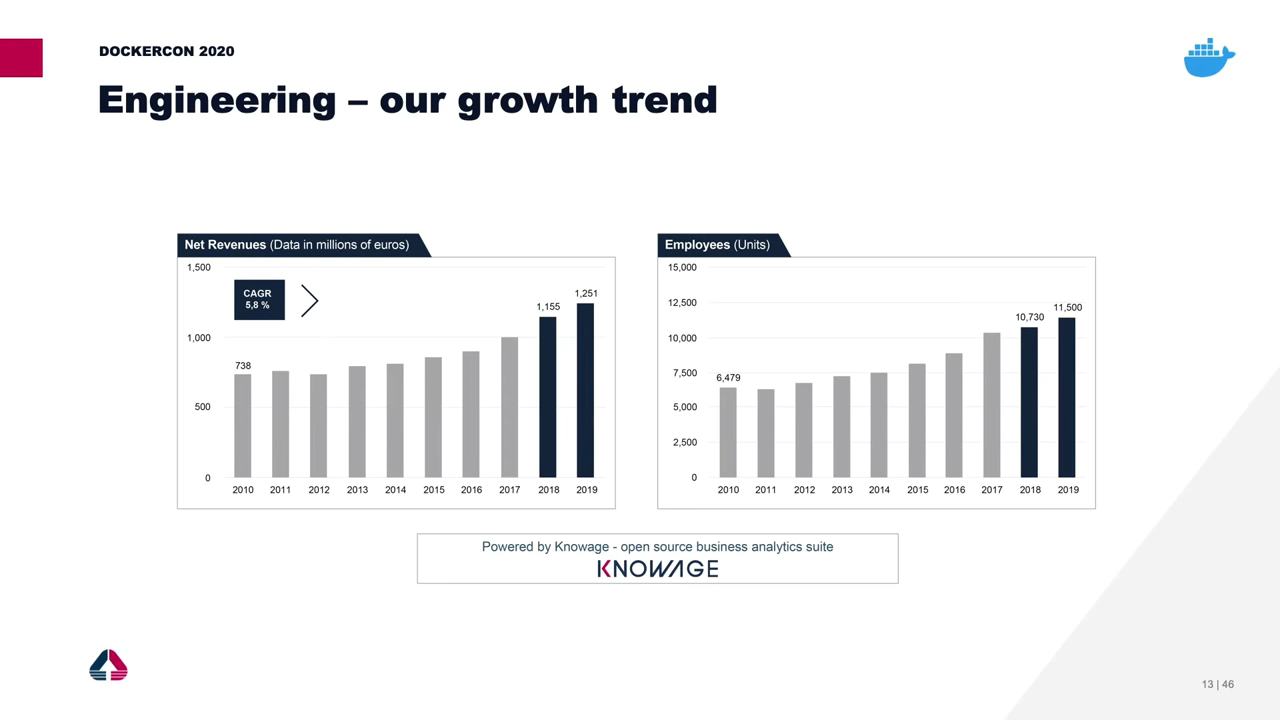 DOCKERCON 2020
Engineering – our growth trend
Net Revenues (Data in millions of euros)
1,500
1,000
500
0
CAGR
5,8 %
738
1,155
1,251
2010 2011 2012 2013 2014 2015 2016 2017 2018 2019
Employees (Units)
15,000
12,500
10,000
7,500
5,000
2,500
0
6,479
10,730
11,500
2010 2011 2012 2013 2014 2015 2016 2017 2018 2019
Powered by Knowage - open source business analytics suite
KNOWAGE
13 | 46